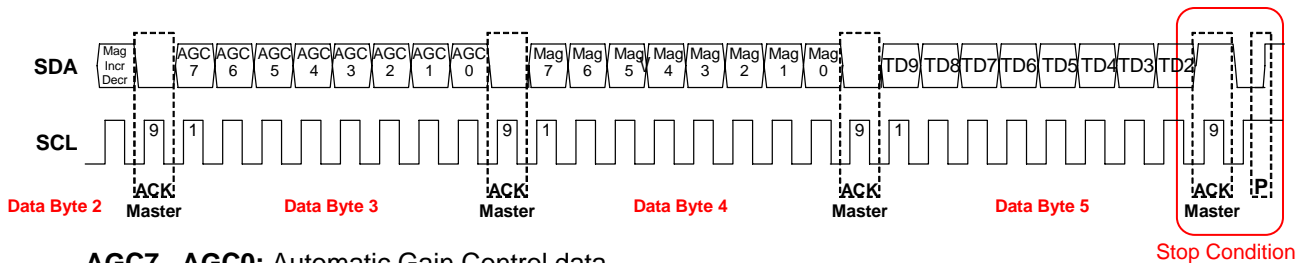 SDA
Mag Incr Decr
AGC 7 AGC 6 AGC 5 AGC 4 AGC 3 AGC 2 AGC 1 AGC 0
Mag 7 Mag 6 Mag 5 Mag 4 Mag 3 Mag 2 Mag 1 Mag 0
TD9 TD8 TD7 TD6 TD5 TD4 TD3 TD2
SCL
9 1 9 1 9 1 9
ACK Master ACK Master ACK Master ACK Master P
Data Byte 2 Data Byte 3 Data Byte 4 Data Byte 5
Stop Condition
AGC7 AGC0: Automatic Gain Control data